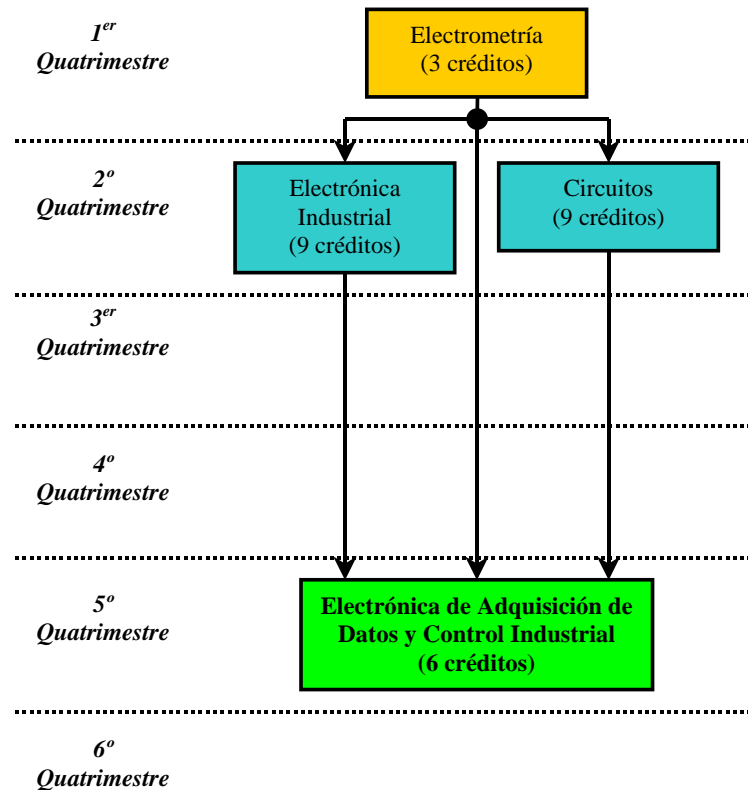 1er
Quatrimestre
Electrometría
(3 créditos)
2º
Quatrimestre
Electrónica
Industrial
(9 créditos)
Circuitos
(9 créditos)
3er
Quatrimestre
4º
Quatrimestre
5º
Quatrimestre
Electrónica de Adquisición de
Datos y Control Industrial
(6 créditos)
6º
Quatrimestre